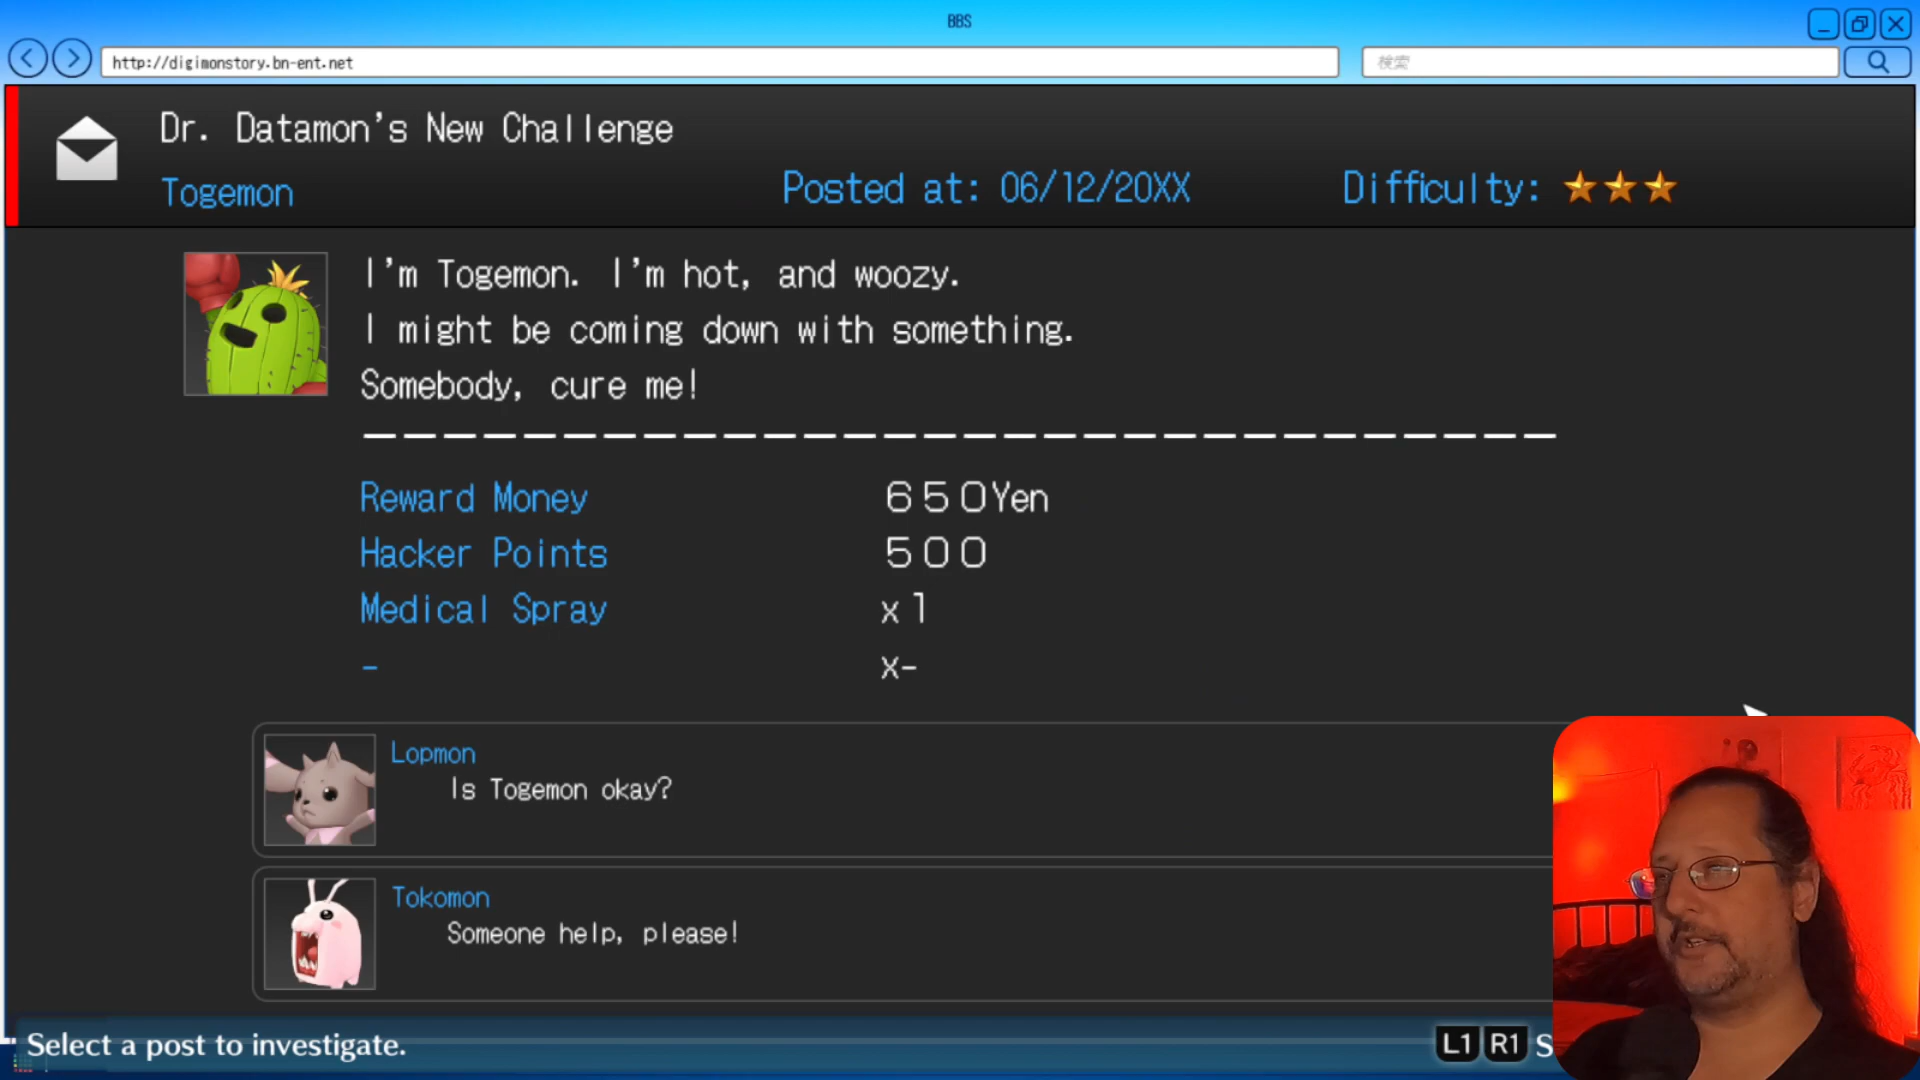 BBS
http://digimonstory.bn-ent.net
検索
Dr. Datamon's New Challenge
Togemon
Posted at: 06/12/20XX
Difficulty: ★★★
I'm Togemon. I'm hot, and woozy.
I might be coming down with something.
Somebody, cure me!
Reward Money 650Yen
Hacker Points 500
Medical Spray x1
- x-
Lopmon
Is Togemon okay?
Tokomon
Someone help, please!
Select a post to investigate.
L1 R1 S